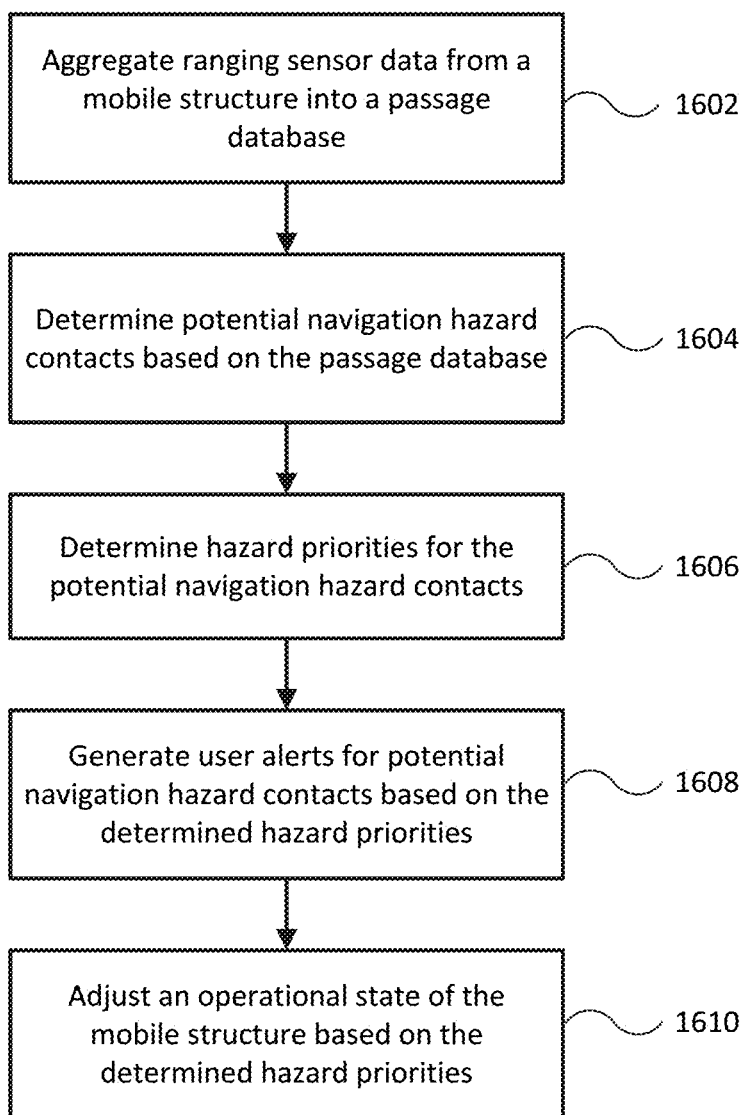 Aggregate ranging sensor data from a
mobile structure into a passage
database
1602
Determine potential navigation hazard
contacts based on the passage database
1604
Determine hazard priorities for the
potential navigation hazard contacts
1606
Generate user alerts for potential
navigation hazard contacts based on the
determined hazard priorities
1608
Adjust an operational state of the
mobile structure based on the
determined hazard priorities
1610